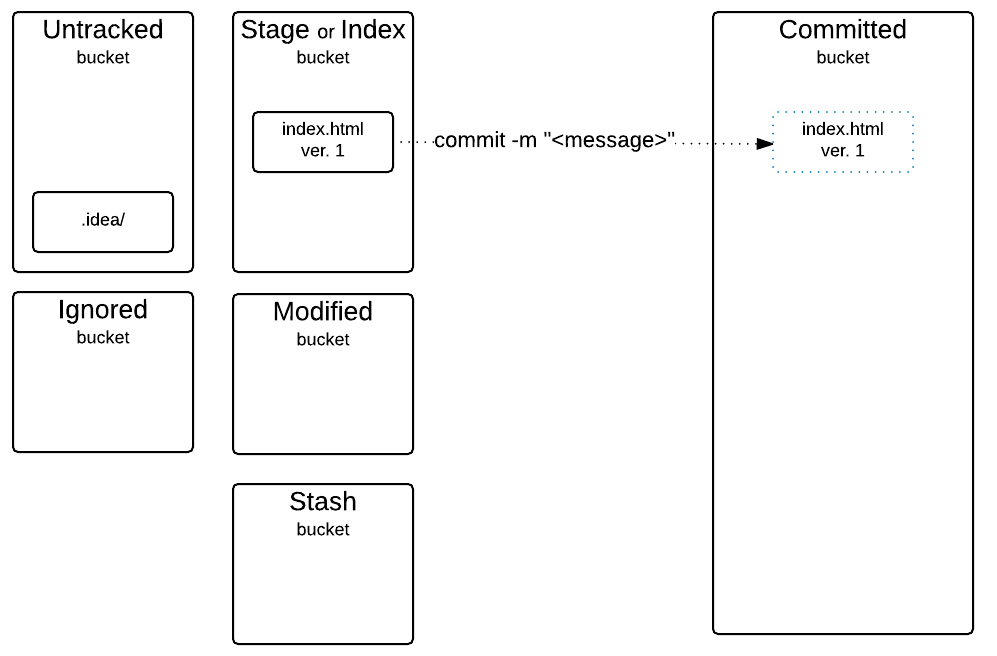 Untracked
bucket
.idea/
Stage or Index
bucket
index.html
ver. 1
commit -m "<message>"
Committed
bucket
index.html
ver. 1
Ignored
bucket
Modified
bucket
Stash
bucket